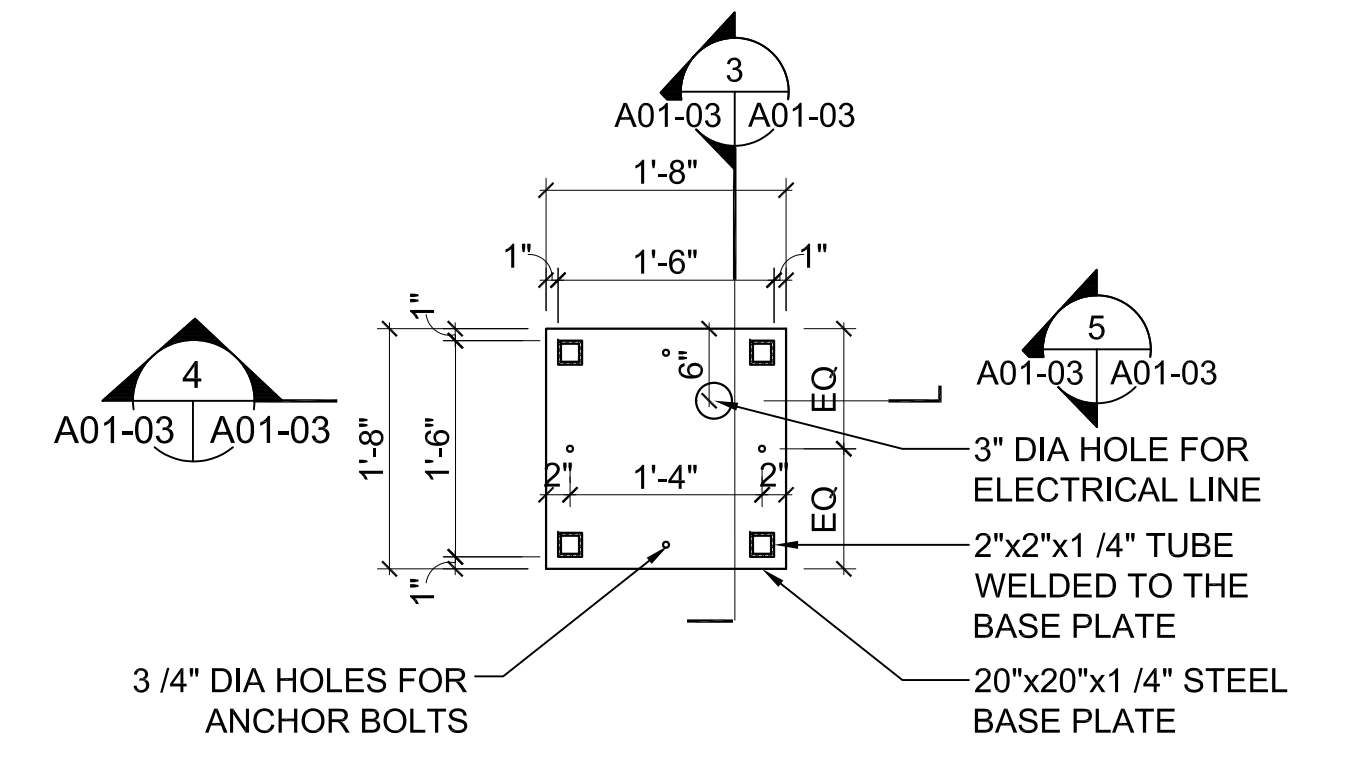 3
A01-03 A01-03
1'-8"
1" 1'-6" 1"
1"
1'-8"
1'-6"
1"
4
A01-03 A01-03
6"
EQ
EQ
2" 1'-4" 2"
5
A01-03 A01-03
3" DIA HOLE FOR
ELECTRICAL LINE
2"x2"x1 /4" TUBE
WELDED TO THE
BASE PLATE
20"x20"x1 /4" STEEL
BASE PLATE
3 /4" DIA HOLES FOR
ANCHOR BOLTS